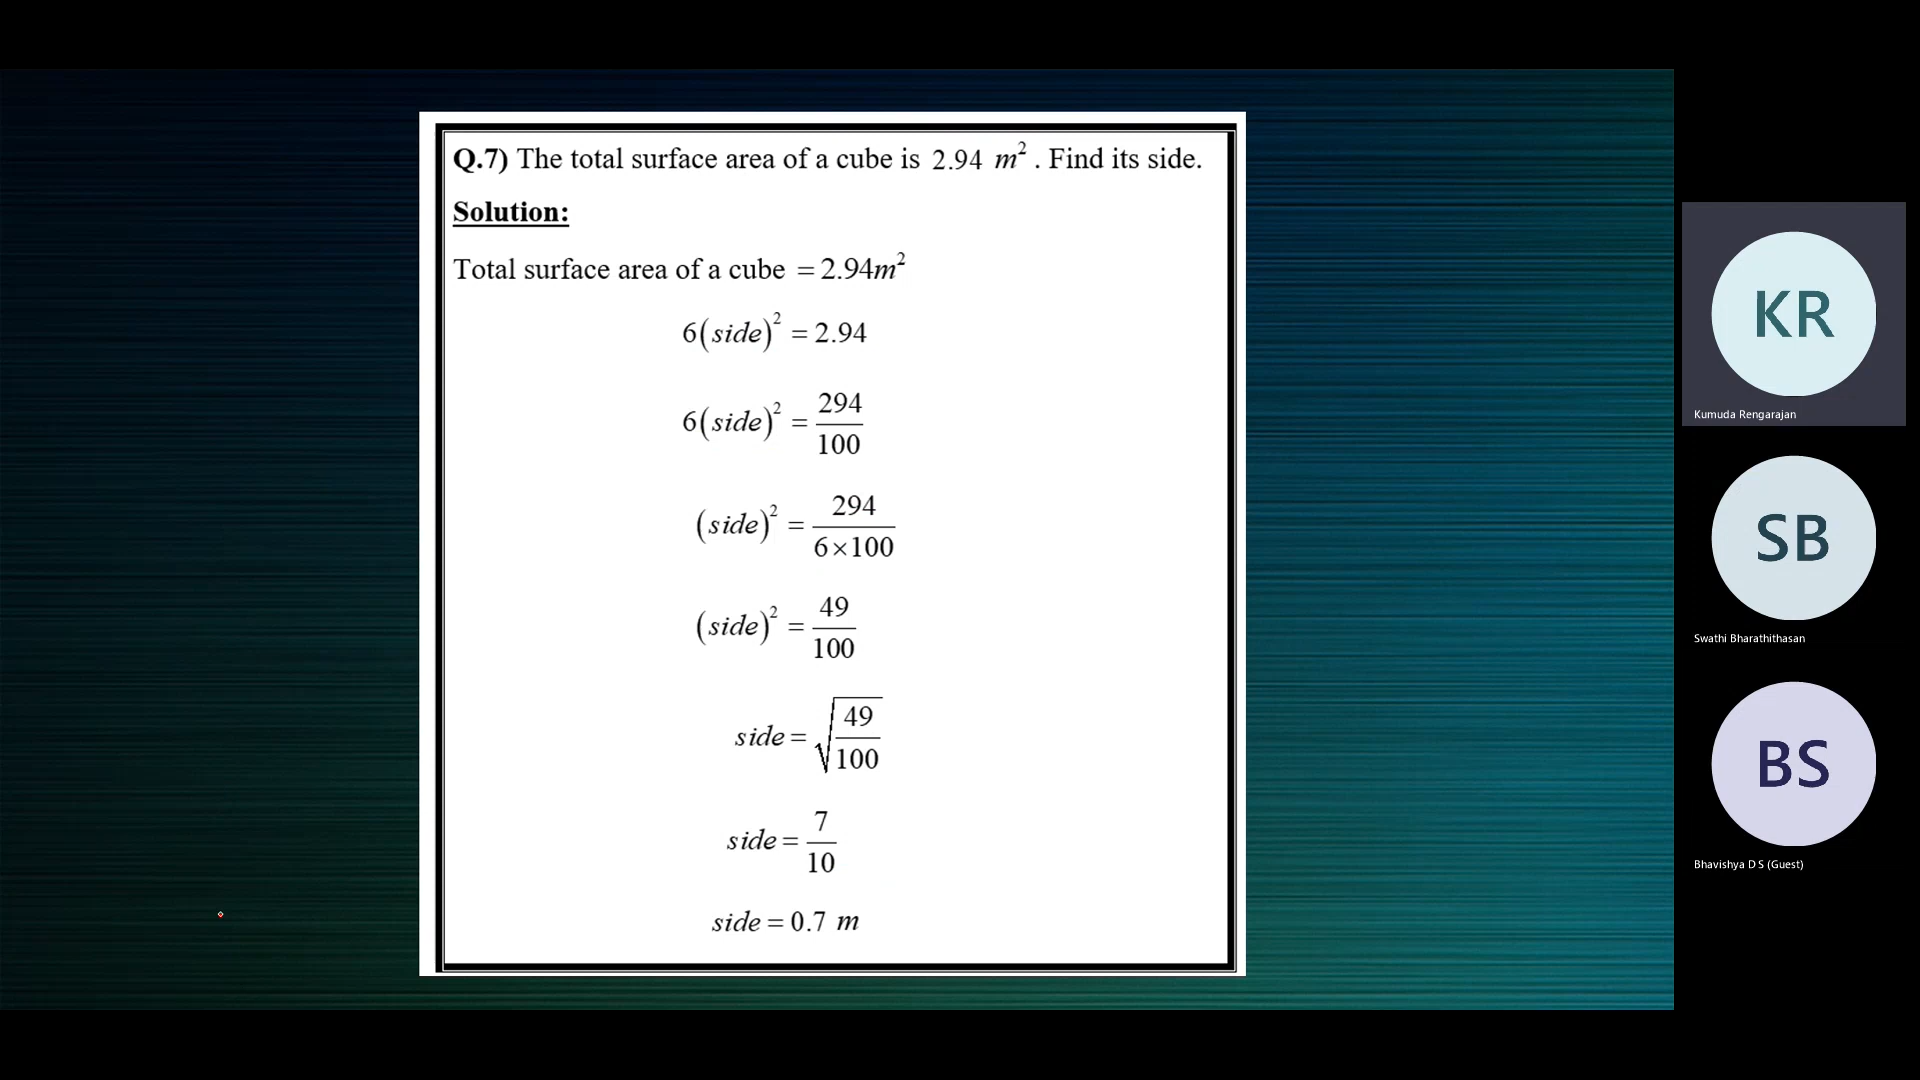 Q.7) The total surface area of a cube is 2.94 m². Find its side.
Solution:
Total surface area of a cube = 2.94m²
6(side)² = 2.94
6(side)² = 294/100
(side)² = 294/(6×100)
(side)² = 49/100
side = √(49/100)
side = 7/10
side = 0.7 m
KR
Kumuda Rengarajan
SB
Swathi Bharathithasan
BS
Bhavishya D S (Guest)